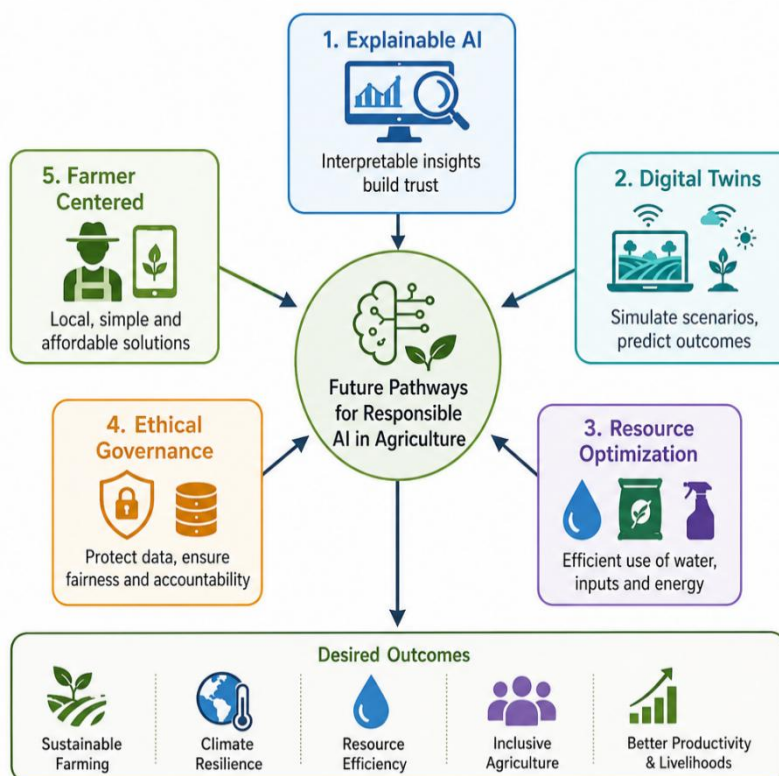 1. Explainable AI
Interpretable insights
build trust
2. Digital Twins
Simulate scenarios,
predict outcomes
3. Resource
Optimization
Efficient use of water,
inputs and energy
4. Ethical
Governance
Protect data, ensure
fairness and accountability
5. Farmer
Centered
Local, simple and
affordable solutions
Future Pathways
for Responsible
AI in Agriculture
Desired Outcomes
Sustainable
Farming
Climate
Resilience
Resource
Efficiency
Inclusive
Agriculture
Better Productivity
& Livelihoods